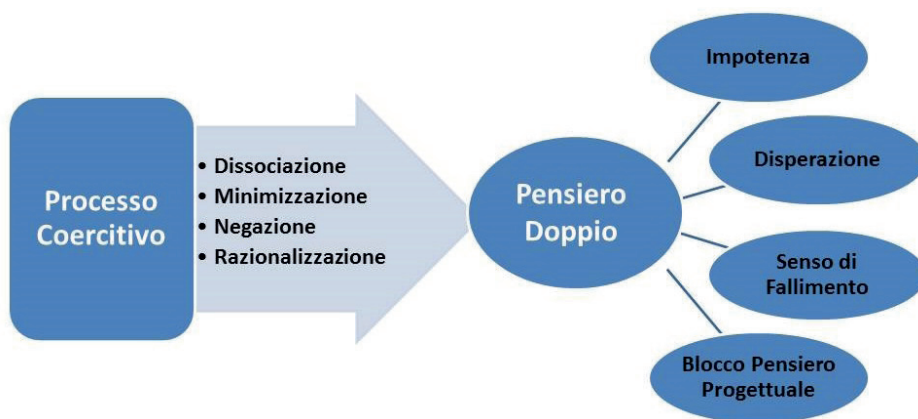 Processo
Coercitivo
• Dissociazione
• Minimizzazione
• Negazione
• Razionalizzazione
Pensiero
Doppio
Impotenza
Disperazione
Senso di
Fallimento
Blocco Pensiero
Progettuale